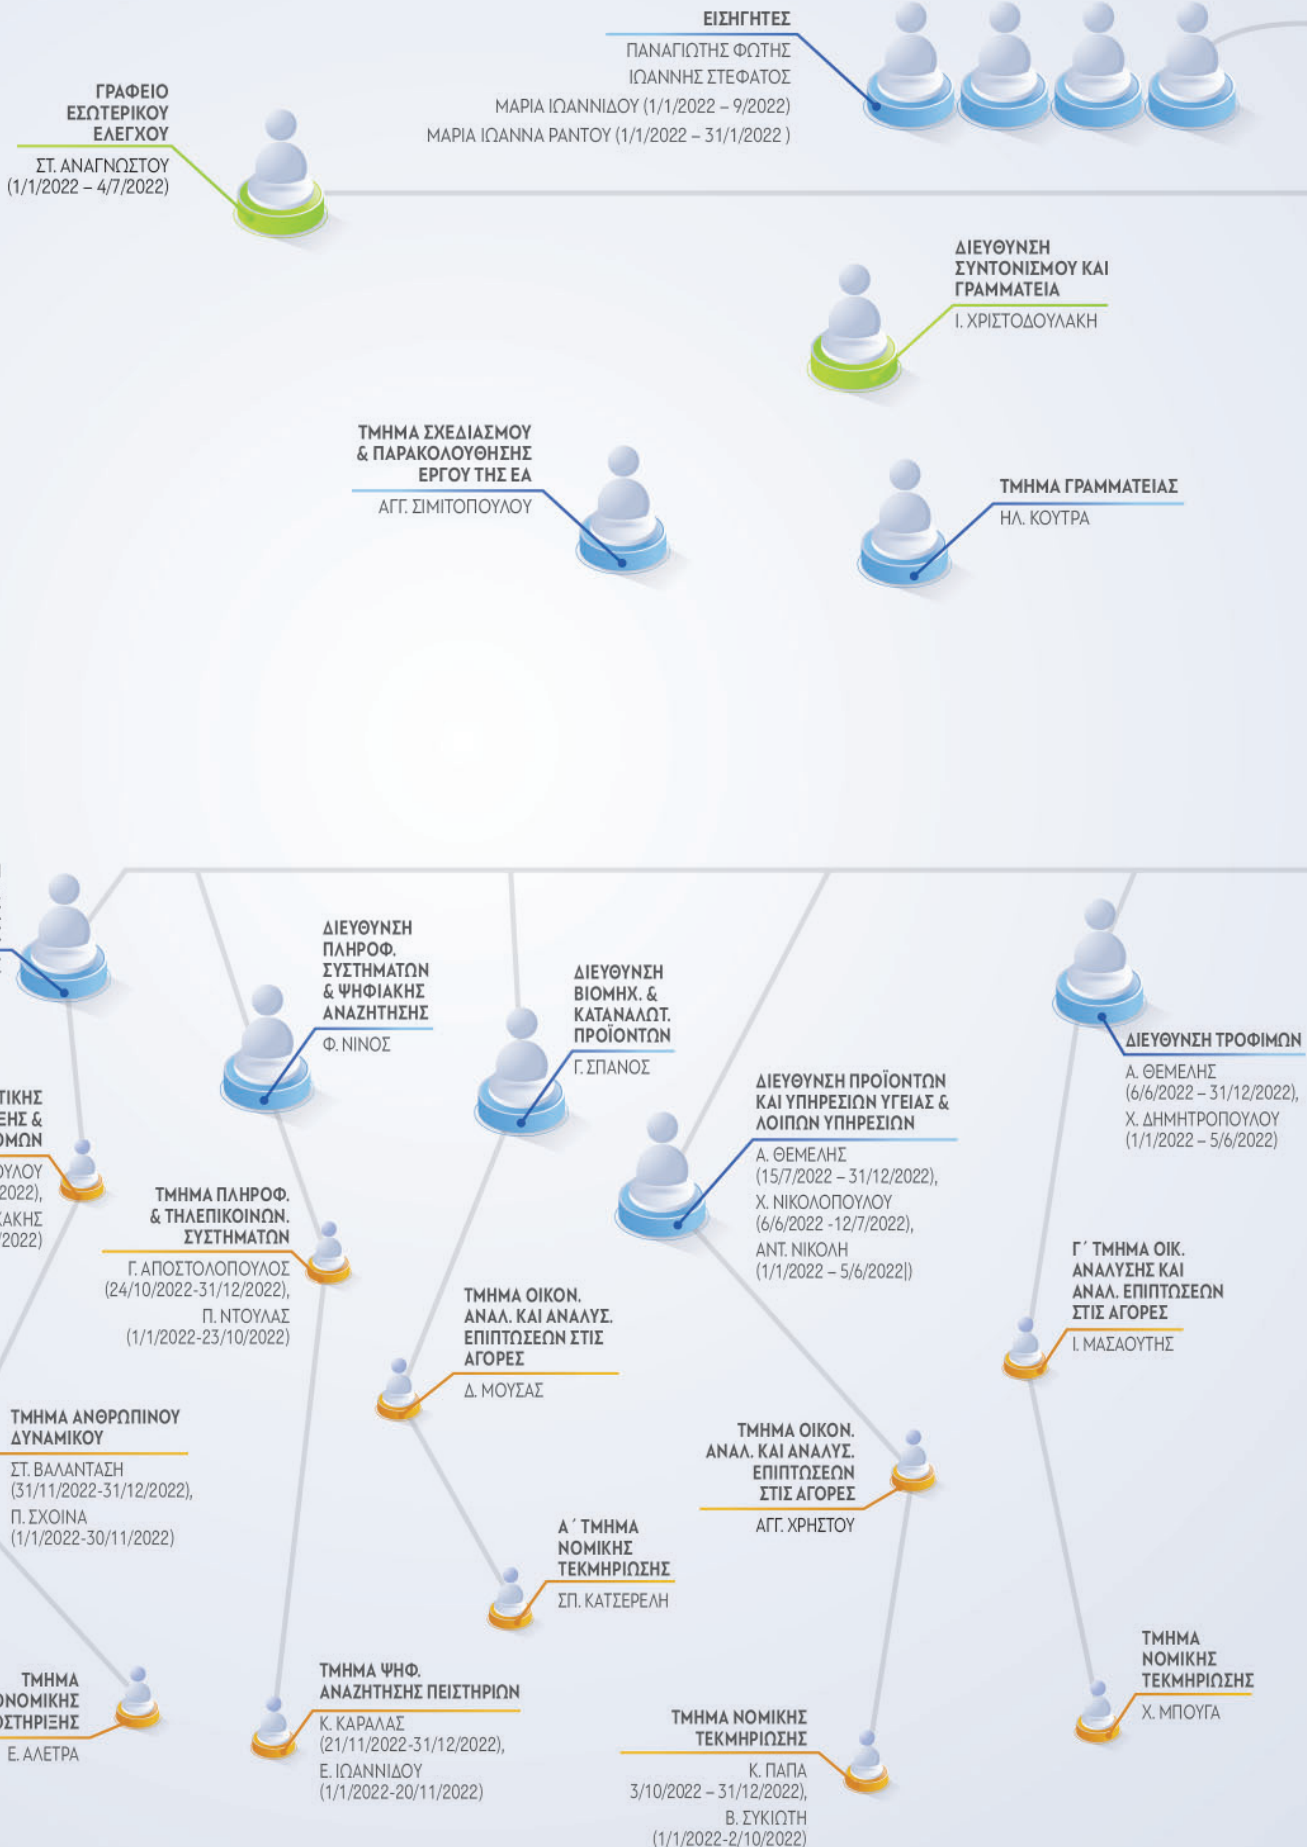 ΕΙΣΗΓΗΤΕΣ
ΠΑΝΑΓΙΩΤΗΣ ΦΩΤΗΣ
ΙΩΑΝΝΗΣ ΣΤΕΦΑΤΟΣ
ΜΑΡΙΑ ΙΩΑΝΝΙΔΟΥ (1/1/2022 – 9/2022)
ΜΑΡΙΑ ΙΩΑΝΝΑ ΡΑΝΤΟΥ (1/1/2022 – 31/1/2022 )
ΓΡΑΦΕΙΟ
ΕΣΩΤΕΡΙΚΟΥ
ΕΛΕΓΧΟΥ
ΣΤ. ΑΝΑΓΝΩΣΤΟΥ
(1/1/2022 – 4/7/2022)
ΔΙΕΥΘΥΝΣΗ
ΣΥΝΤΟΝΙΣΜΟΥ ΚΑΙ
ΓΡΑΜΜΑΤΕΙΑ
Ι. ΧΡΙΣΤΟΔΟΥΛΑΚΗ
ΤΜΗΜΑ ΣΧΕΔΙΑΣΜΟΥ
& ΠΑΡΑΚΟΛΟΥΘΗΣΗΣ
ΕΡΓΟΥ ΤΗΣ ΕΑ
ΑΓΓ. ΣΙΜΙΤΟΠΟΥΛΟΥ
ΤΜΗΜΑ ΓΡΑΜΜΑΤΕΙΑΣ
ΗΛ. ΚΟΥΤΡΑ
ΔΙΕΥΘΥΝΣΗ
ΠΛΗΡΟΦ.
ΣΥΣΤΗΜΑΤΩΝ
& ΨΗΦΙΑΚΗΣ
ΑΝΑΖΗΤΗΣΗΣ
Φ. ΝΙΝΟΣ
ΔΙΕΥΘΥΝΣΗ
ΒΙΟΜΗΧ. &
ΚΑΤΑΝΑΛΩΤ.
ΠΡΟΪΟΝΤΩΝ
Γ. ΣΠΑΝΟΣ
ΔΙΕΥΘΥΝΣΗ ΠΡΟΪΟΝΤΩΝ
ΚΑΙ ΥΠΗΡΕΣΙΩΝ ΥΓΕΙΑΣ &
ΛΟΙΠΩΝ ΥΠΗΡΕΣΙΩΝ
Α. ΘΕΜΕΛΗΣ
(15/7/2022 – 31/12/2022),
Χ. ΝΙΚΟΛΟΠΟΥΛΟΥ
(6/6/2022 -12/7/2022),
ΑΝΤ. ΝΙΚΟΛΗ
(1/1/2022 – 5/6/2022|)
ΔΙΕΥΘΥΝΣΗ ΤΡΟΦΙΜΩΝ
Α. ΘΕΜΕΛΗΣ
(6/6/2022 – 31/12/2022),
Χ. ΔΗΜΗΤΡΟΠΟΥΛΟΥ
(1/1/2022 – 5/6/2022)
ΤΙΚΗΣ
ΞΗΣ &
ΟΜΩΝ
ΟΥΛΟΥ
2022),
ΚΑΚΗΣ
/2022)
ΤΜΗΜΑ ΠΛΗΡΟΦ.
& ΤΗΛΕΠΙΚΟΙΝΩΝ.
ΣΥΣΤΗΜΑΤΩΝ
Γ. ΑΠΟΣΤΟΛΟΠΟΥΛΟΣ
(24/10/2022-31/12/2022),
Π. ΝΤΟΥΛΑΣ
(1/1/2022-23/10/2022)
ΤΜΗΜΑ ΟΙΚΟΝ.
ΑΝΑΛ. ΚΑΙ ΑΝΑΛΥΣ.
ΕΠΙΠΤΩΣΕΩΝ ΣΤΙΣ
ΑΓΟΡΕΣ
Δ. ΜΟΥΣΑΣ
Γ΄ ΤΜΗΜΑ ΟΙΚ.
ΑΝΑΛΥΣΗΣ ΚΑΙ
ΑΝΑΛ. ΕΠΙΠΤΩΣΕΩΝ
ΣΤΙΣ ΑΓΟΡΕΣ
Ι. ΜΑΣΑΟΥΤΗΣ
ΤΜΗΜΑ ΑΝΘΡΩΠΙΝΟΥ
ΔΥΝΑΜΙΚΟΥ
ΣΤ. ΒΑΛΑΝΤΑΣΗ
(31/11/2022-31/12/2022),
Π. ΣΧΟΙΝΑ
(1/1/2022-30/11/2022)
ΤΜΗΜΑ ΟΙΚΟΝ.
ΑΝΑΛ. ΚΑΙ ΑΝΑΛΥΣ.
ΕΠΙΠΤΩΣΕΩΝ
ΣΤΙΣ ΑΓΟΡΕΣ
ΑΓΓ. ΧΡΗΣΤΟΥ
Α΄ ΤΜΗΜΑ
ΝΟΜΙΚΗΣ
ΤΕΚΜΗΡΙΩΣΗΣ
ΣΠ. ΚΑΤΣΕΡΕΛΗ
ΤΜΗΜΑ
ΟΝΟΜΙΚΗΣ
ΟΣΤΗΡΙΞΗΣ
Ε. ΑΛΕΤΡΑ
ΤΜΗΜΑ ΨΗΦ.
ΑΝΑΖΗΤΗΣΗΣ ΠΕΙΣΤΗΡΙΩΝ
Κ. ΚΑΡΑΛΑΣ
(21/11/2022-31/12/2022),
Ε. ΙΩΑΝΝΙΔΟΥ
(1/1/2022-20/11/2022)
ΤΜΗΜΑ ΝΟΜΙΚΗΣ
ΤΕΚΜΗΡΙΩΣΗΣ
Κ. ΠΑΠΑ
3/10/2022 – 31/12/2022),
Β. ΣΥΚΙΩΤΗ
(1/1/2022-2/10/2022)
ΤΜΗΜΑ
ΝΟΜΙΚΗΣ
ΤΕΚΜΗΡΙΩΣΗΣ
Χ. ΜΠΟΥΓΑ